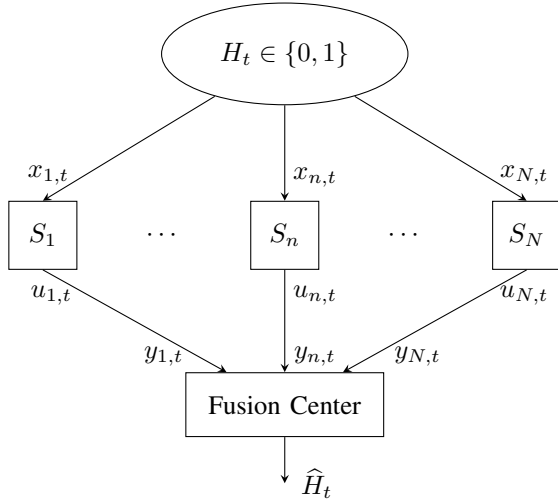 H_t ∈ {0, 1}
x_{1,t} x_{n,t} x_{N,t}
S_1 ... S_n ... S_N
u_{1,t} u_{n,t} u_{N,t}
y_{1,t} y_{n,t} y_{N,t}
Fusion Center
Ĥ_t